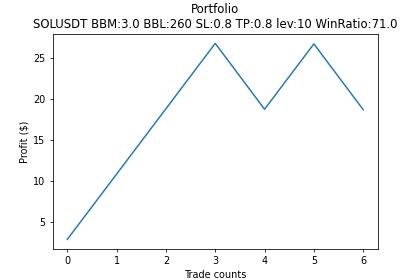 Portfolio
SOLUSDT BBM:3.0 BBL:260 SL:0.8 TP:0.8 lev:10 WinRatio:71.0
25
20
15
10
5
Profit ($)
0 1 2 3 4 5 6
Trade counts